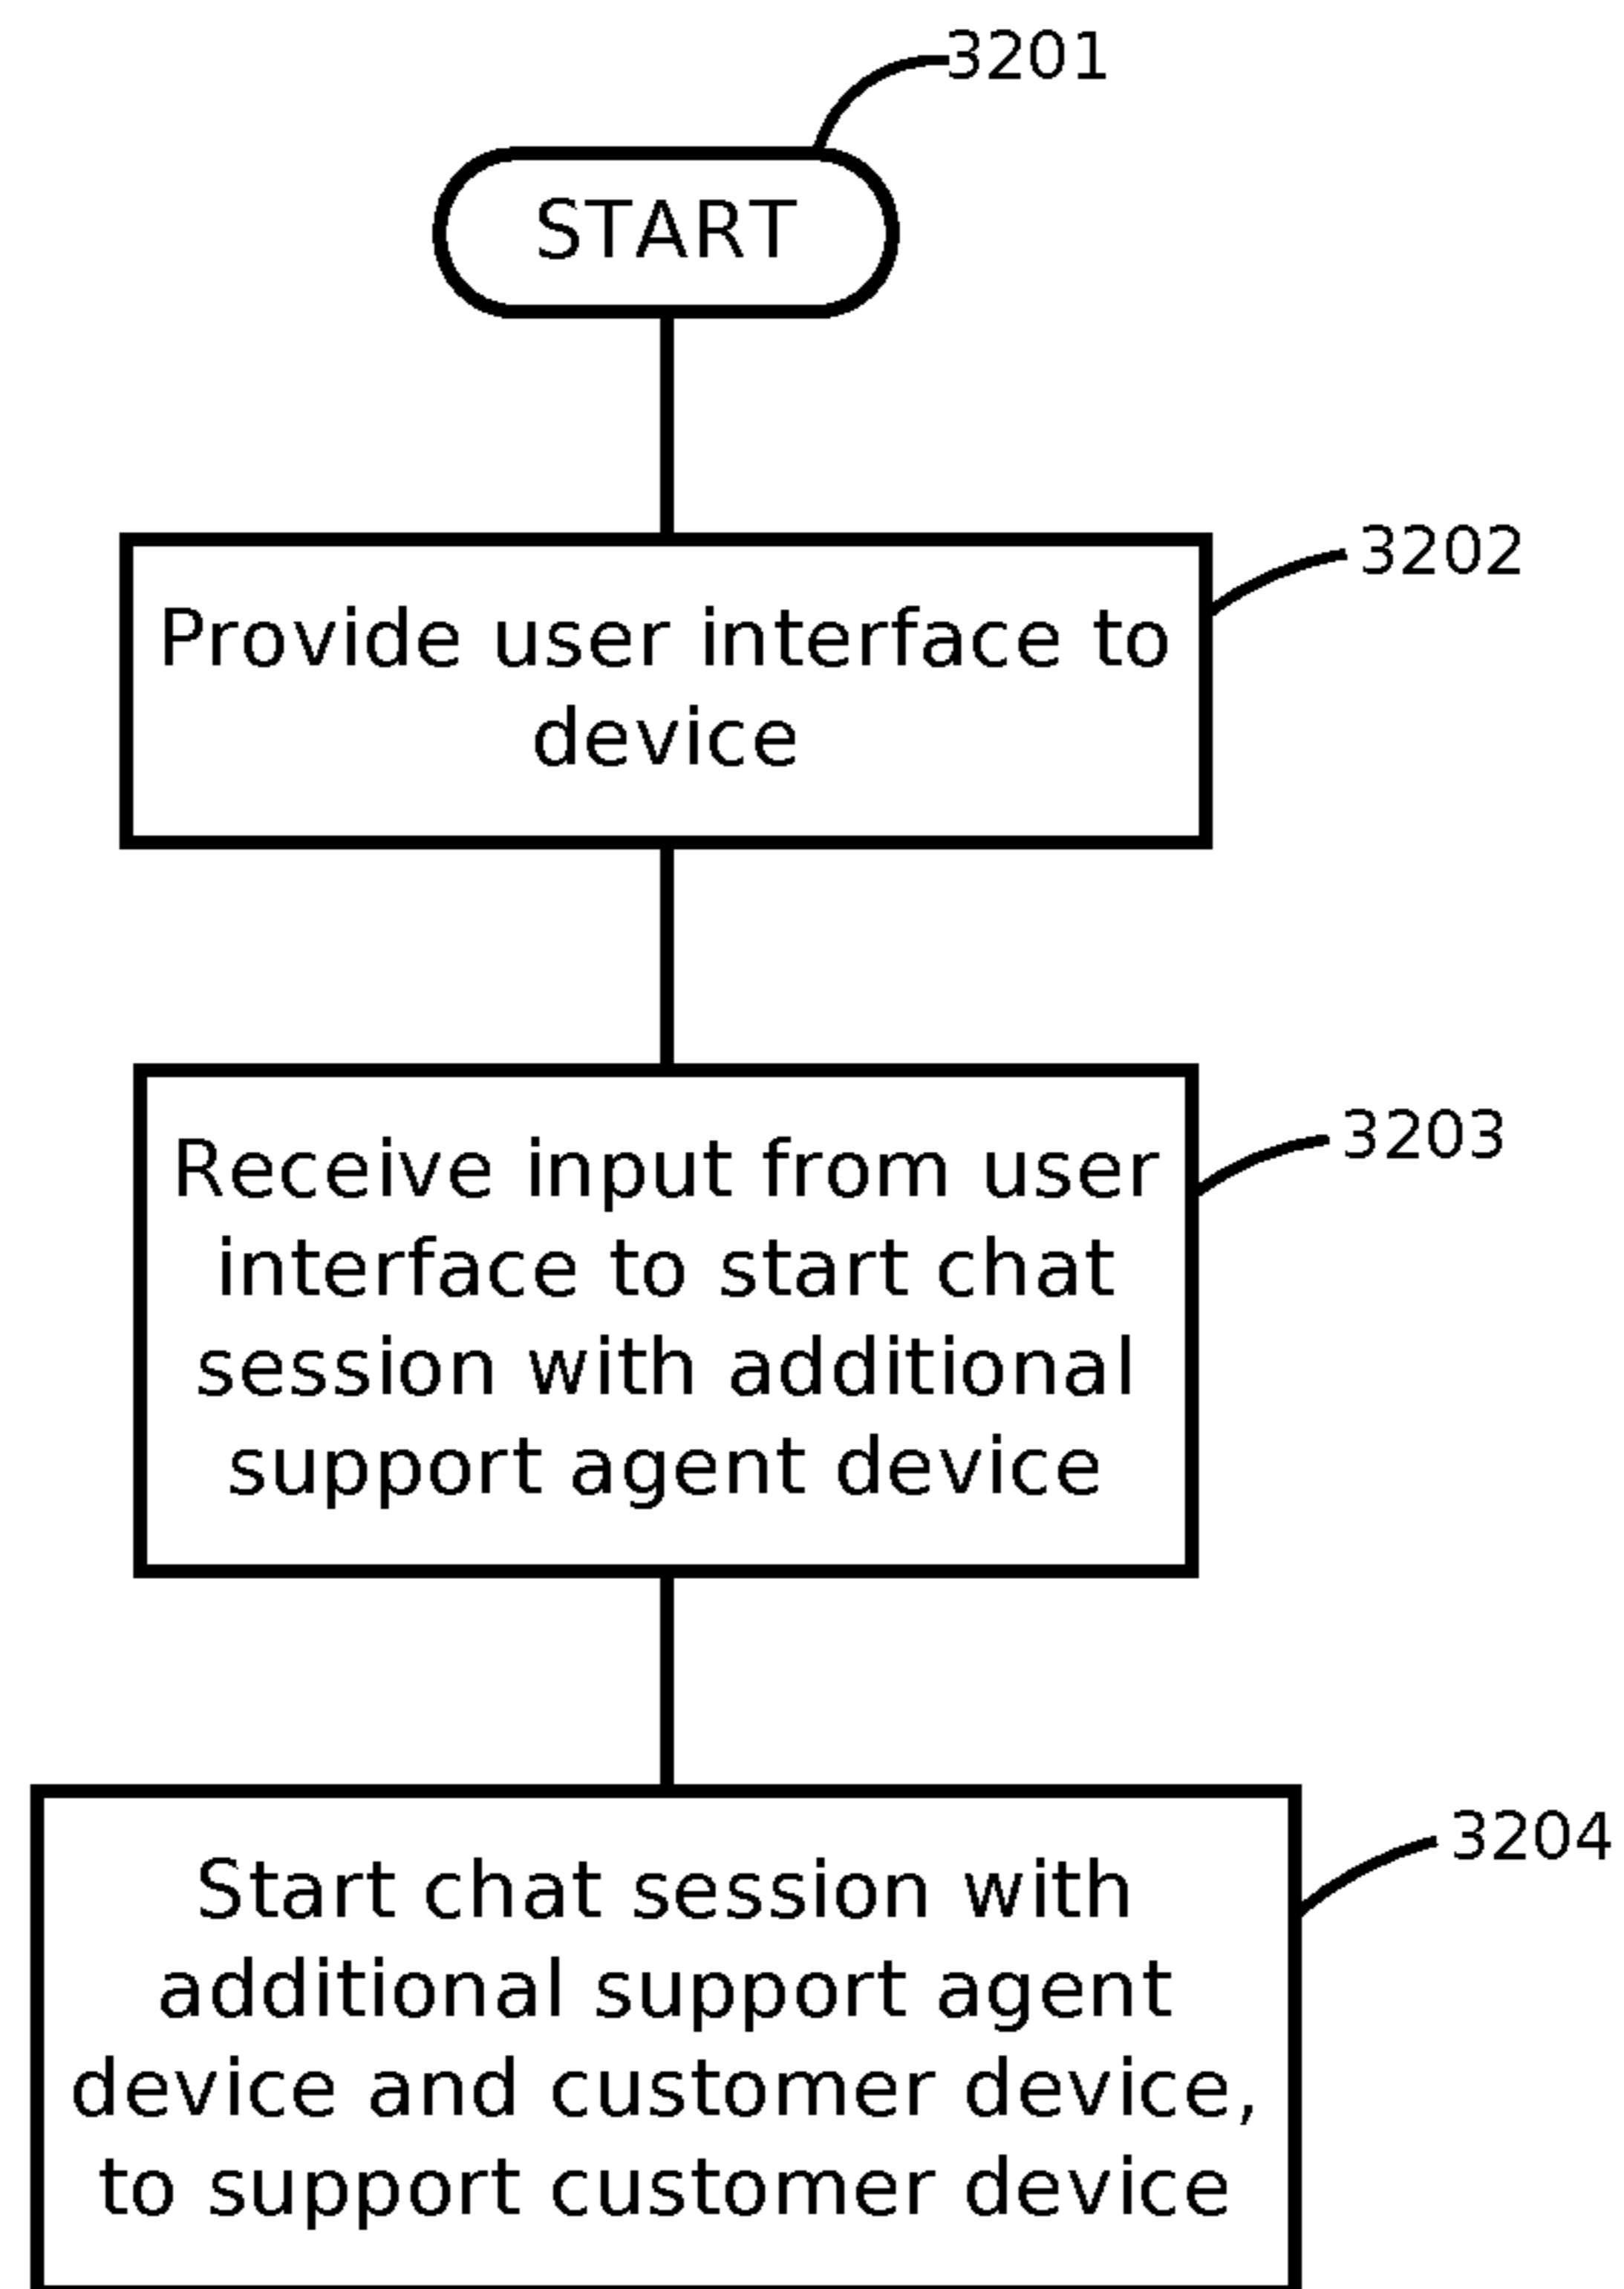 3201
START
3202
Provide user interface to
device
3203
Receive input from user
interface to start chat
session with additional
support agent device
3204
Start chat session with
additional support agent
device and customer device,
to support customer device